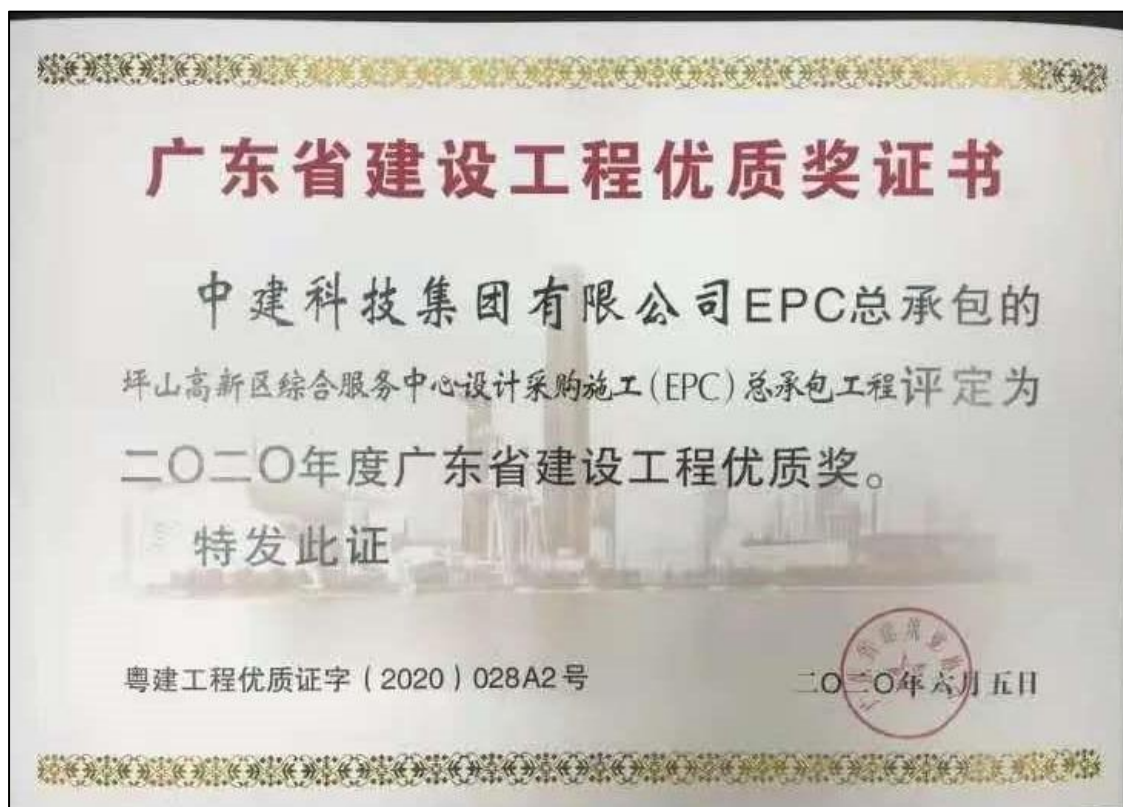 广东省建设工程优质奖证书
中建科技集团有限公司EPC总承包的
坪山高新区综合服务中心设计采购施工(EPC)总承包工程评定为
二〇二〇年度广东省建设工程优质奖。
特发此证
粤建工程优质证字(2020)028A2号
二〇二〇年六月五日